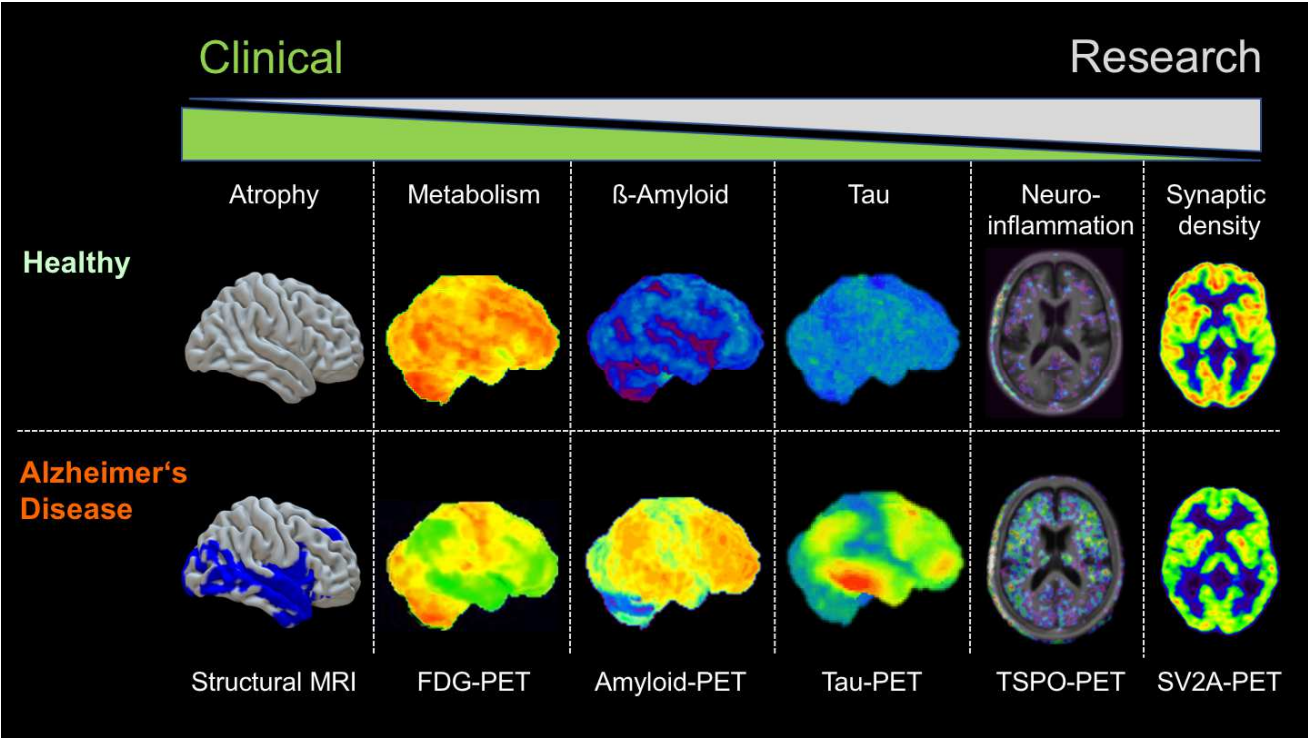 Clinical
Research
Atrophy
Metabolism
ß-Amyloid
Tau
Neuro-
inflammation
Synaptic
density
Healthy
Alzheimer‘s
Disease
Structural MRI
FDG-PET
Amyloid-PET
Tau-PET
TSPO-PET
SV2A-PET